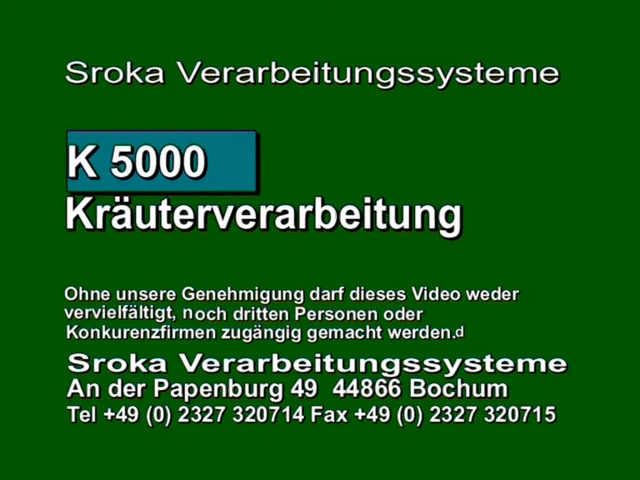 Sroka Verarbeitungssysteme
K 5000
Kräuterverarbeitung
Ohne unsere Genehmigung darf dieses Video weder
vervielfältigt, noch dritten Personen oder
Konkurenzfirmen zugängig gemacht werden.d
Sroka Verarbeitungssysteme
An der Papenburg 49 44866 Bochum
Tel +49 (0) 2327 320714 Fax +49 (0) 2327 320715